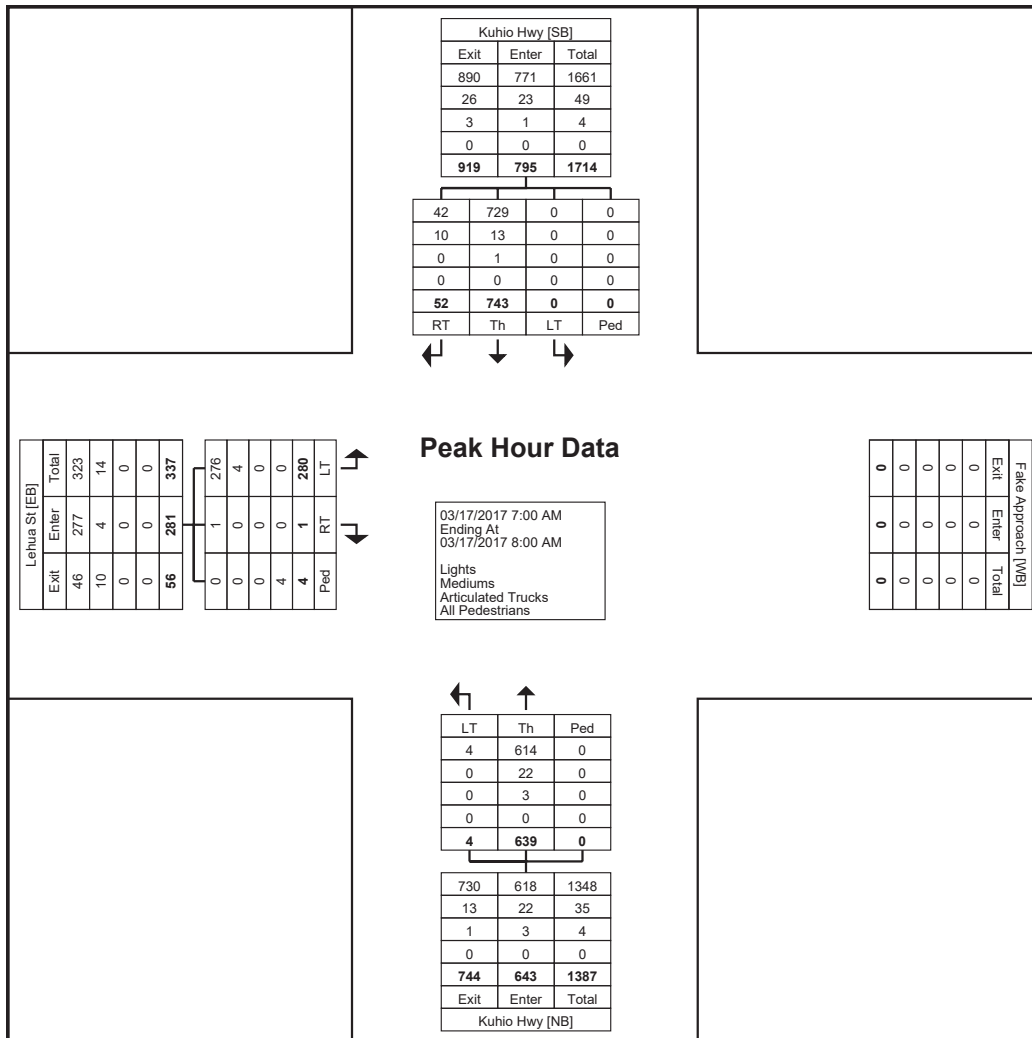 Kuhio Hwy [SB]
Exit Enter Total
890 771 1661
26 23 49
3 1 4
0 0 0
919 795 1714
42 729 0 0
10 13 0 0
0 1 0 0
0 0 0 0
52 743 0 0
RT Th LT Ped
Lehua St [EB]
Total 323 14 0 0 337
Enter 277 4 0 0 281
Exit 46 10 0 0 56
276 4 0 0 280 LT
1 0 0 0 1 RT
0 0 0 4 4 Ped
Peak Hour Data
03/17/2017 7:00 AM
Ending At
03/17/2017 8:00 AM
Lights
Mediums
Articulated Trucks
All Pedestrians
Fake Approach [WB]
Exit Enter Total
0 0 0
0 0 0
0 0 0
0 0 0
0 0 0
LT Th Ped
4 614 0
0 22 0
0 3 0
0 0 0
4 639 0
730 618 1348
13 22 35
1 3 4
0 0 0
744 643 1387
Exit Enter Total
Kuhio Hwy [NB]